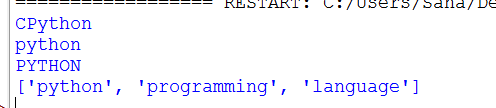 =================== RESTART: C:/Users/Sana/De
CPython
python
PYTHON
['python', 'programming', 'language']